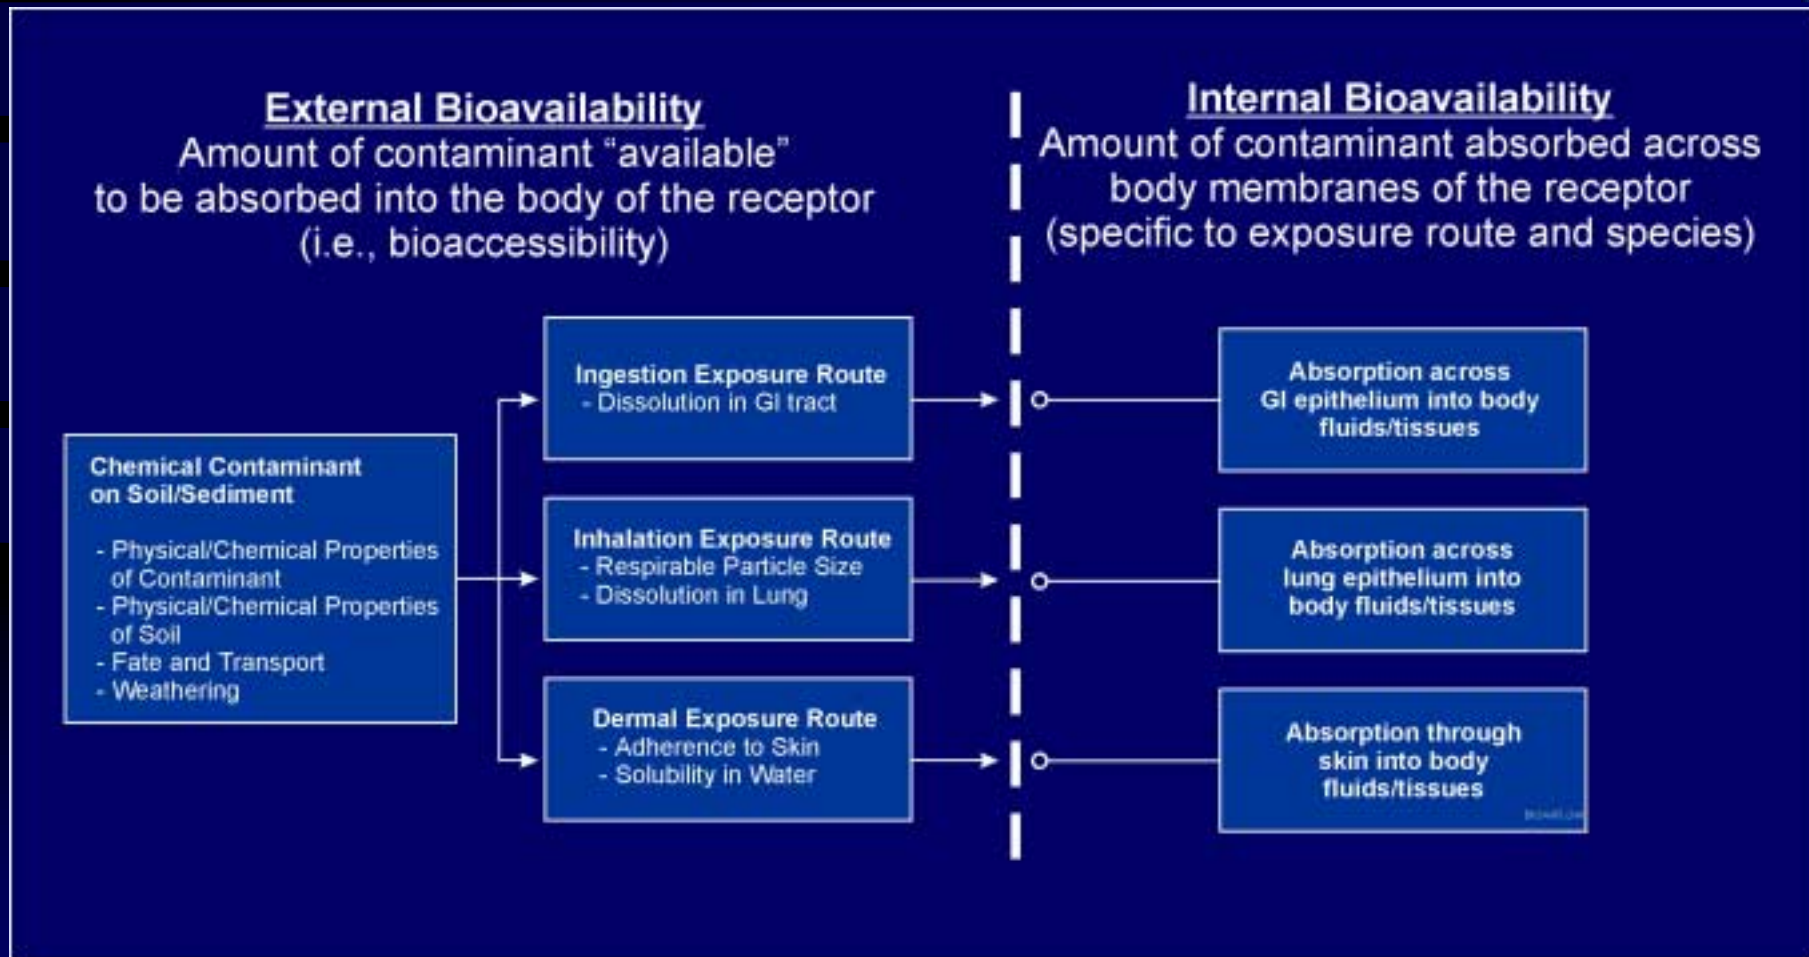 External Bioavailability
Amount of contaminant “available”
to be absorbed into the body of the receptor
(i.e., bioaccessibility)
Internal Bioavailability
Amount of contaminant absorbed across
body membranes of the receptor
(specific to exposure route and species)
Chemical Contaminant
on Soil/Sediment
- Physical/Chemical Properties
of Contaminant
- Physical/Chemical Properties
of Soil
- Fate and Transport
- Weathering
Ingestion Exposure Route
- Dissolution in GI tract
Inhalation Exposure Route
- Respirable Particle Size
- Dissolution in Lung
Dermal Exposure Route
- Adherence to Skin
- Solubility in Water
Absorption across
GI epithelium into body
fluids/tissues
Absorption across
lung epithelium into
body fluids/tissues
Absorption through
skin into body
fluids/tissues